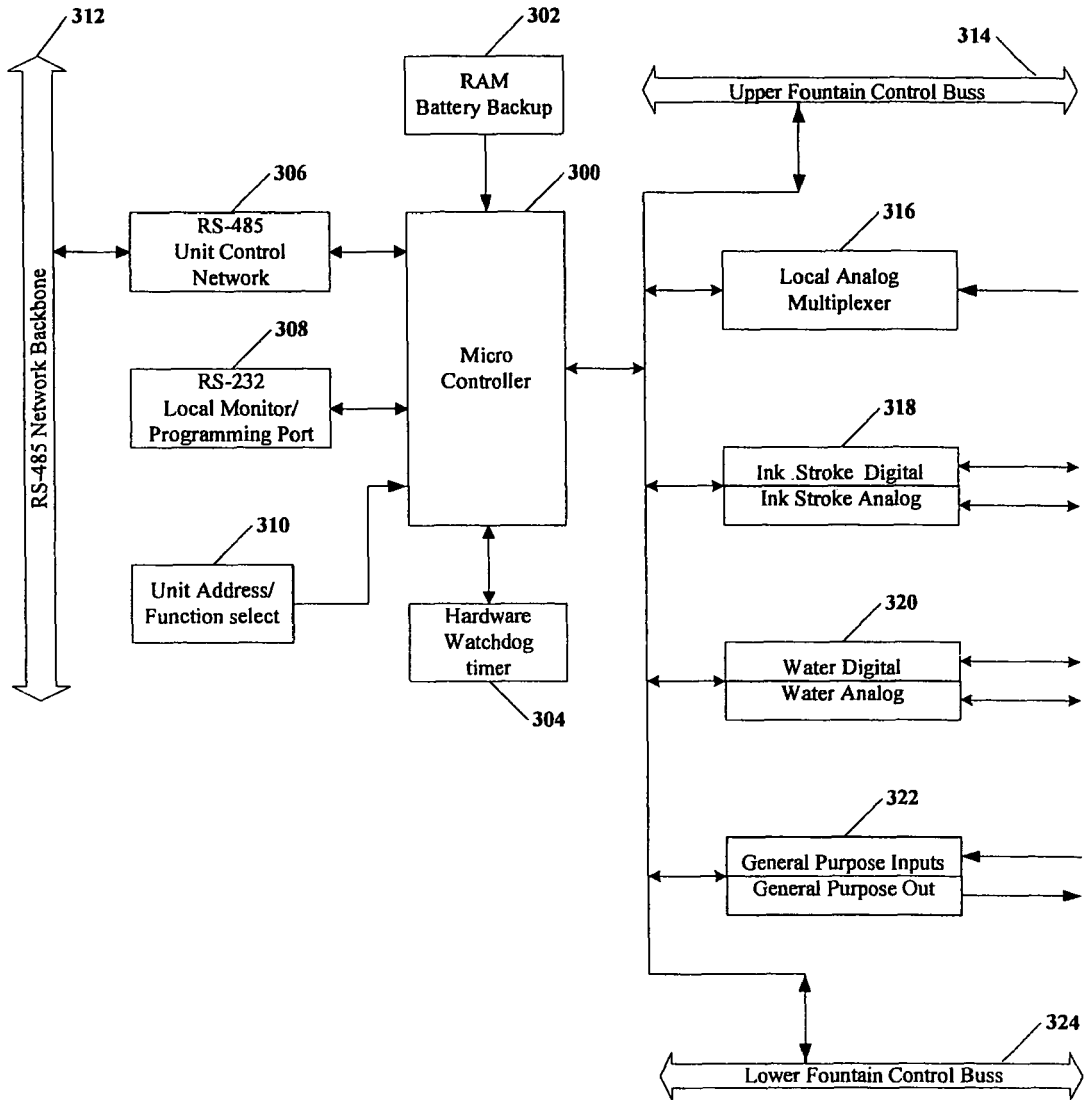 312
302
RAM
Battery Backup
314
Upper Fountain Control Buss
306
RS-485
Unit Control
Network
300
Micro
Controller
316
Local Analog
Multiplexer
RS-485 Network Backbone
308
RS-232
Local Monitor/
Programming Port
318
Ink .Stroke Digital
Ink Stroke Analog
310
Unit Address/
Function select
Hardware
Watchdog
timer
304
320
Water Digital
Water Analog
322
General Purpose Inputs
General Purpose Out
324
Lower Fountain Control Buss